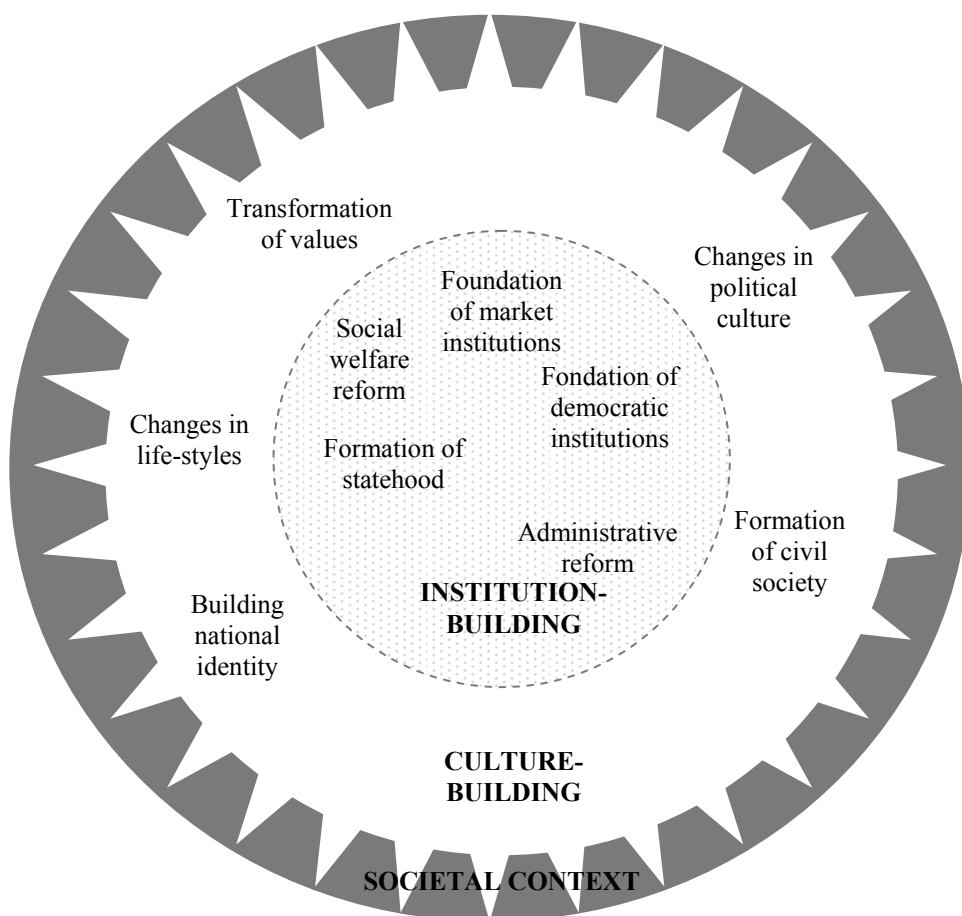 Transformation
of values
Changes in
political
culture
Foundation
of market
institutions
Social
welfare
reform
Fondation of
democratic
institutions
Changes in
life-styles
Formation of
statehood
Administrative
reform
Formation
of civil
society
INSTITUTION-
BUILDING
Building
national
identity
CULTURE-
BUILDING
SOCIETAL CONTEXT